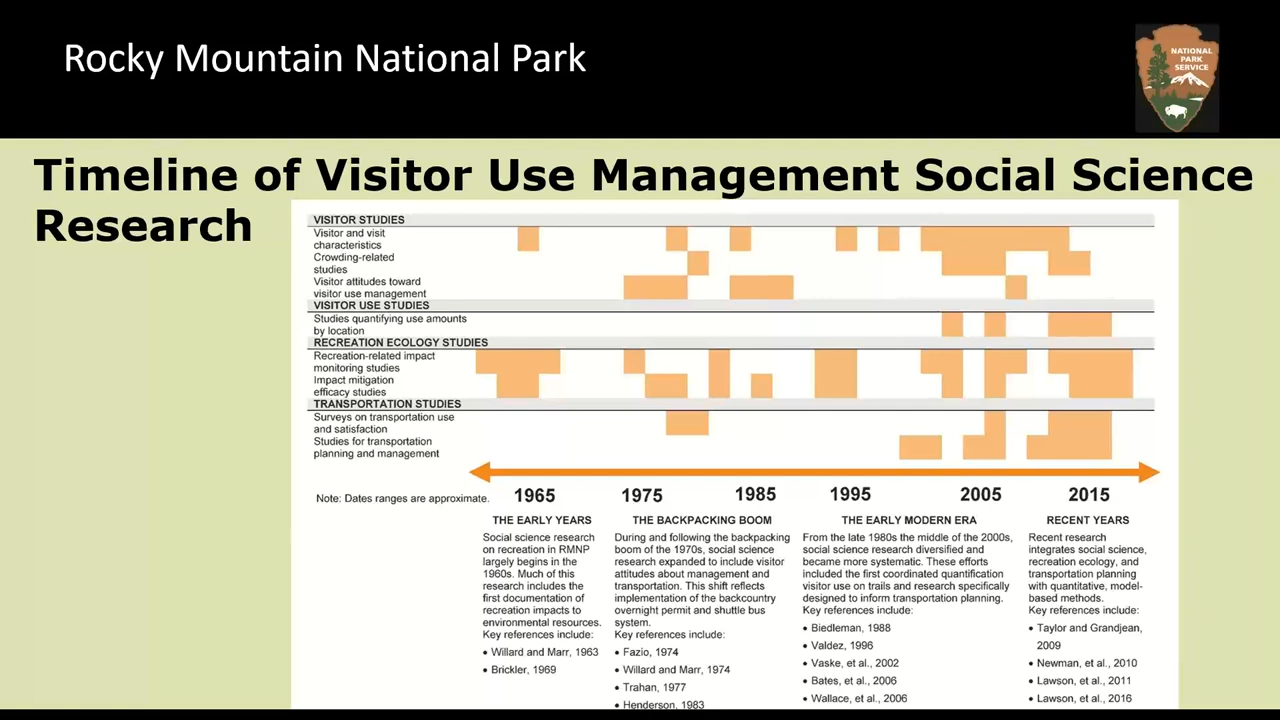 Rocky Mountain National Park
NATIONAL
PARK
SERVICE
Timeline of Visitor Use Management Social Science
Research
VISITOR STUDIES
Visitor and visit
characteristics
Crowding-related
studies
Visitor attitudes toward
visitor use management
VISITOR USE STUDIES
Studies quantifying use amounts
by location
RECREATION ECOLOGY STUDIES
Recreation-related impact
monitoring studies
Impact mitigation
efficacy studies
TRANSPORTATION STUDIES
Surveys on transportation use
and satisfaction
Studies for transportation
planning and management
Note: Dates ranges are approximate.
1965 1975 1985 1995 2005 2015
THE EARLY YEARS
Social science research
on recreation in RMNP
largely begins in the
1960s. Much of this
research includes the
first documentation of
recreation impacts to
environmental resources.
Key references include:
• Willard and Marr, 1963
• Brickler, 1969
THE BACKPACKING BOOM
During and following the backpacking
boom of the 1970s, social science
research expanded to include visitor
attitudes about management and
transportation. This shift reflects
implementation of the backcountry
overnight permit and shuttle bus
system.
Key references include:
• Fazio, 1974
• Willard and Marr, 1974
• Trahan, 1977
• Henderson, 1983
THE EARLY MODERN ERA
From the late 1980s the middle of the 2000s,
social science research diversified and
became more systematic. These efforts
included the first coordinated quantification
visitor use on trails and research specifically
designed to inform transportation planning.
Key references include:
• Biedleman, 1988
• Valdez, 1996
• Vaske, et al., 2002
• Bates, et al., 2006
• Wallace, et al., 2006
RECENT YEARS
Recent research
integrates social science,
recreation ecology, and
transportation planning
with quantitative, model-
based methods.
Key references include:
• Taylor and Grandjean,
2009
• Newman, et al., 2010
• Lawson, et al., 2011
• Lawson, et al., 2016